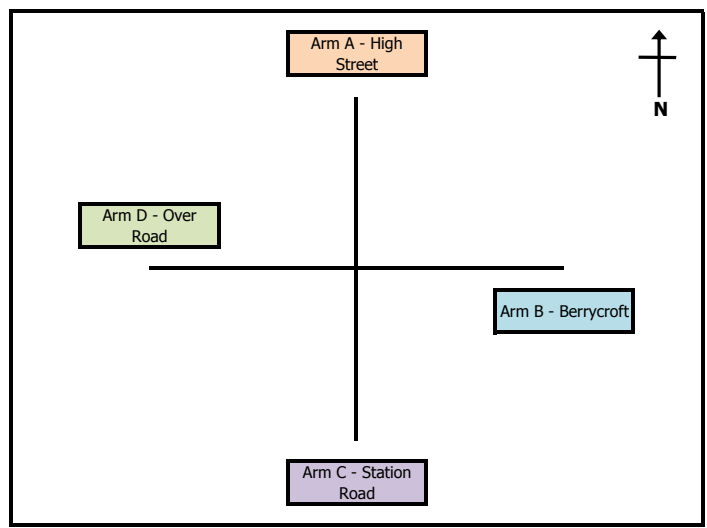 Arm A - High
Street
N
Arm D - Over
Road
Arm B - Berrycroft
Arm C - Station
Road